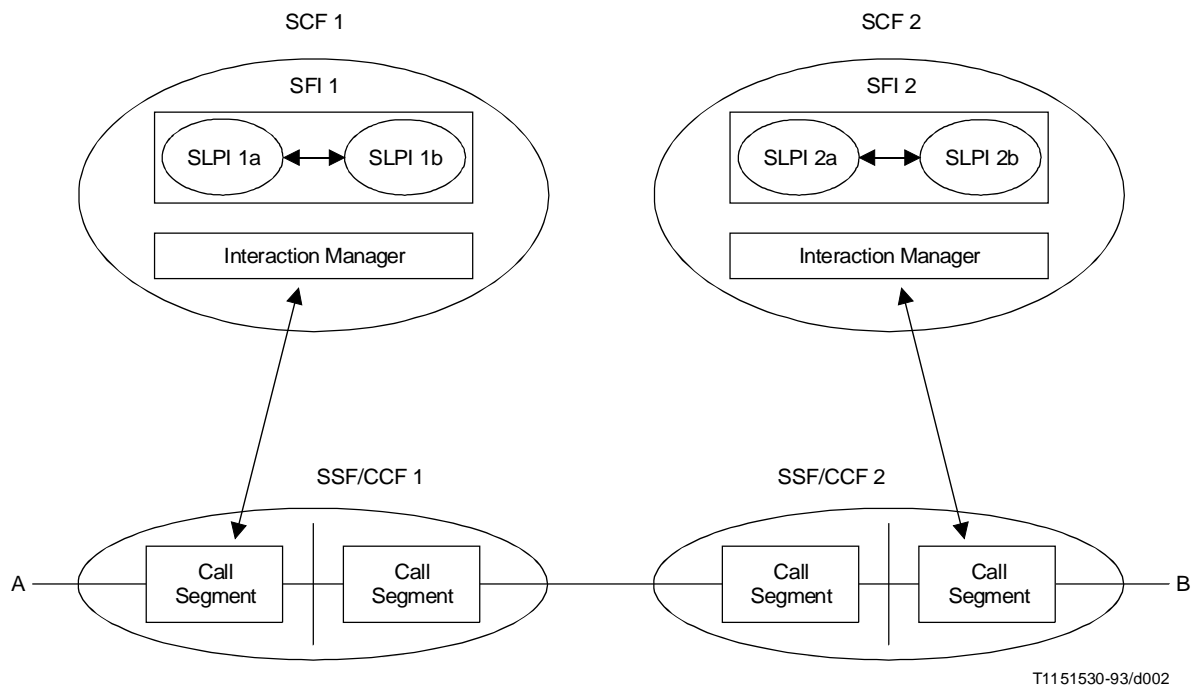 SCF 1
SCF 2
SFI 1
SFI 2
SLPI 1a
SLPI 1b
SLPI 2a
SLPI 2b
Interaction Manager
Interaction Manager
SSF/CCF 1
SSF/CCF 2
A
Call
Segment
Call
Segment
Call
Segment
Call
Segment
B
T1151530-93/d002